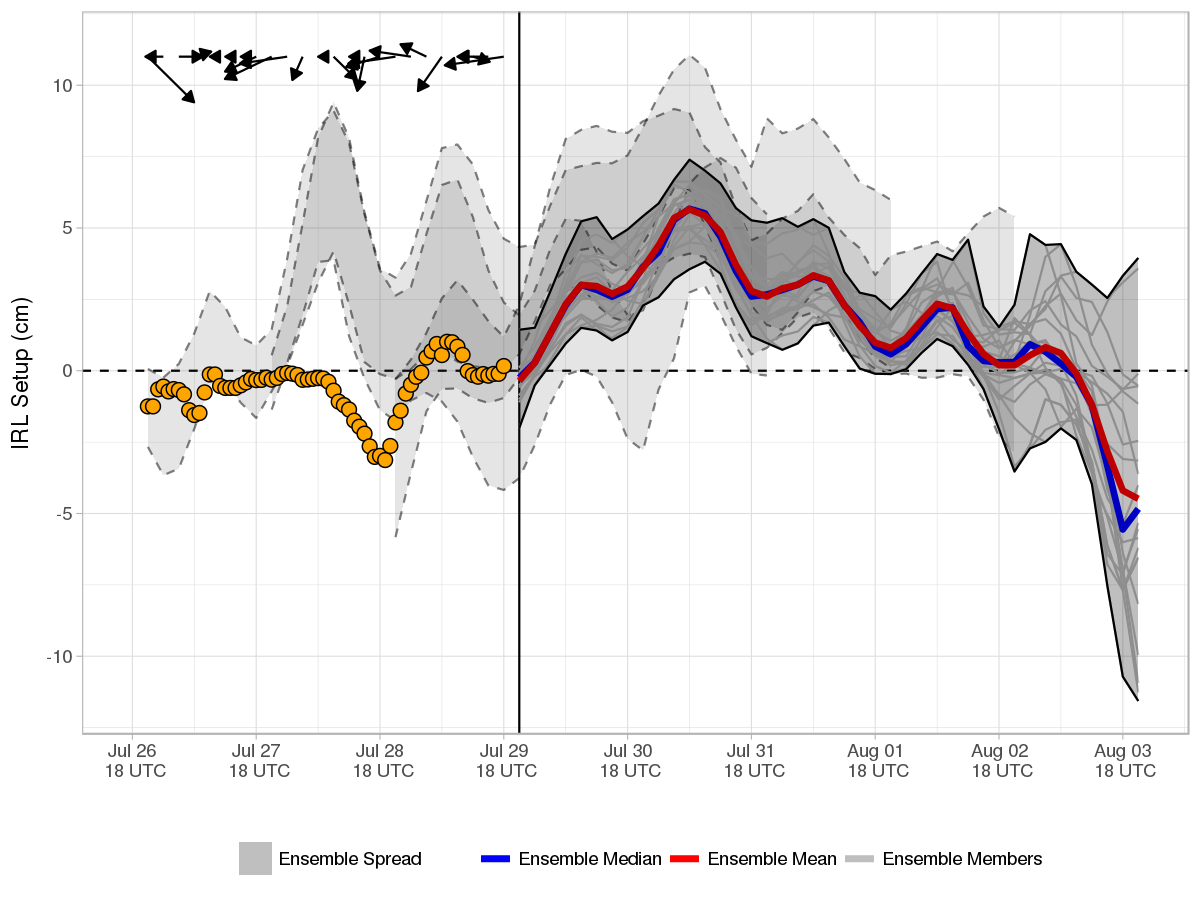 IRL Setup (cm)
10
5
0
-5
-10
Jul 26 Jul 27 Jul 28 Jul 29 Jul 30 Jul 31 Aug 01 Aug 02 Aug 03
18 UTC 18 UTC 18 UTC 18 UTC 18 UTC 18 UTC 18 UTC 18 UTC 18 UTC
Ensemble Spread Ensemble Median Ensemble Mean Ensemble Members